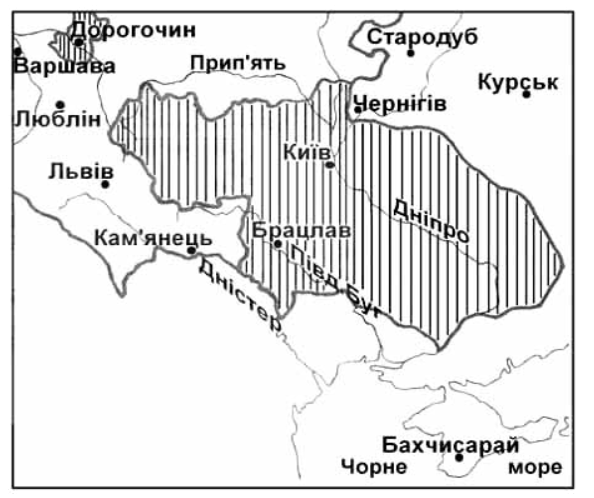 Дорогочин
Стародуб
Варшава
Прип'ять
Курськ
Люблін
Чернігів
Київ
Львів
Дніпро
Кам'янець
Брацлав
Півд.Буг
Дністер
Бахчисарай
Чорне море